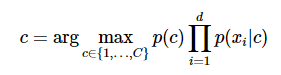 c = arg max_{c∈{1,…,C}} p(c) ∏_{i=1}^{d} p(x_i|c)